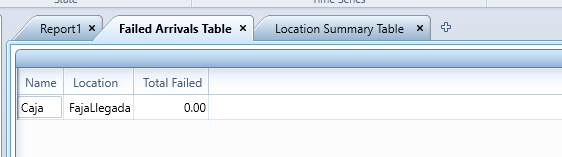 State Time Series
Report1 × Failed Arrivals Table × Location Summary Table ×
Name Location Total Failed
Caja FajaLlegada 0.00